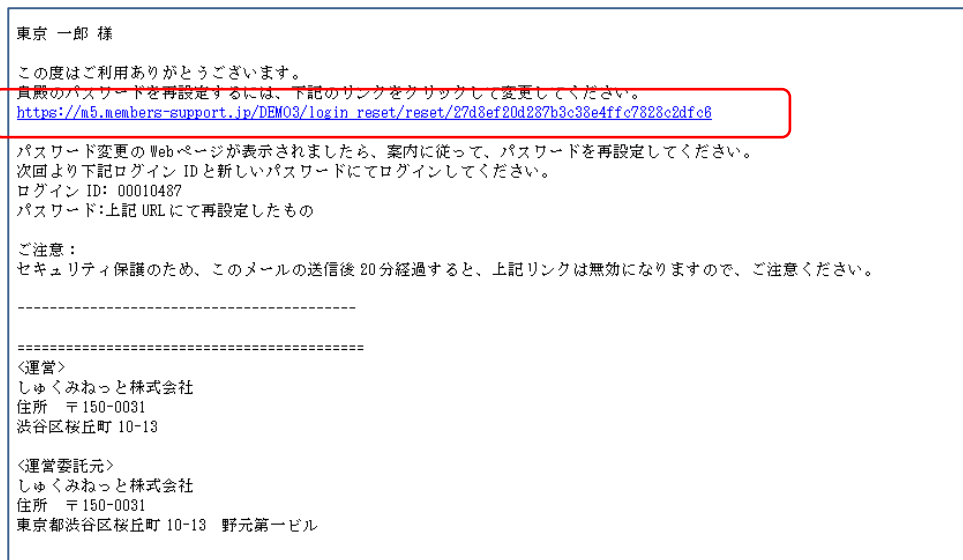 東京 一郎 様
この度はご利用ありがとうございます。
貴殿のパスワードを再設定するには、下記のリンクをクリックして変更してください。
https://m5.members-support.jp/DEMO3/login_reset/reset/27d8ef20d287b3c38e4ffc7828c2dfc6
パスワード変更の Web ページが表示されましたら、案内に従って、パスワードを再設定してください。
次回より下記ログイン ID と新しいパスワードにてログインしてください。
ログイン ID: 00010487
パスワード:上記 URL にて再設定したもの
ご注意：
セキュリティ保護のため、このメールの送信後 20 分経過すると、上記リンクは無効になりますので、ご注意ください。
------------------------------------------
===========================================
<運営>
しゅくみねっと株式会社
住所　〒150-0031
渋谷区桜丘町 10-13
<運営委託元>
しゅくみねっと株式会社
住所　〒150-0031
東京都渋谷区桜丘町 10-13　野元第一ビル